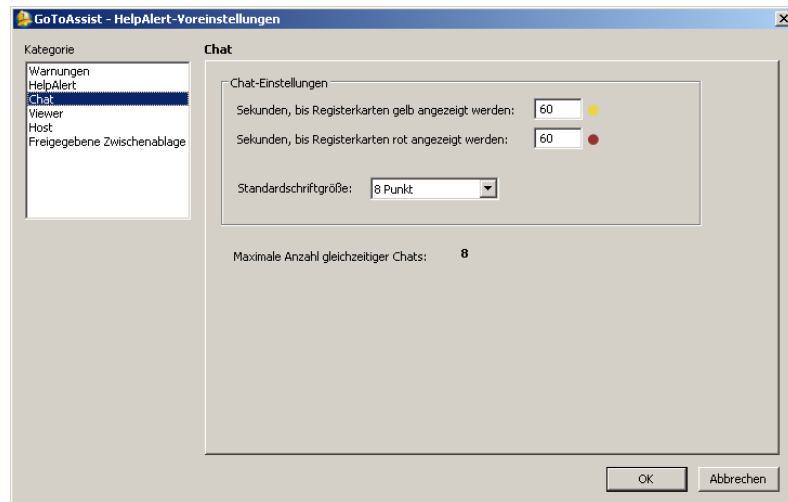 GoToAssist - HelpAlert-Voreinstellungen
Kategorie
Warnungen
HelpAlert
Chat
Viewer
Host
Freigegebene Zwischenablage
Chat
Chat-Einstellungen
Sekunden, bis Registerkarten gelb angezeigt werden: 60
Sekunden, bis Registerkarten rot angezeigt werden: 60
Standardschriftgröße: 8 Punkt
Maximale Anzahl gleichzeitiger Chats: 8
OK Abbrechen